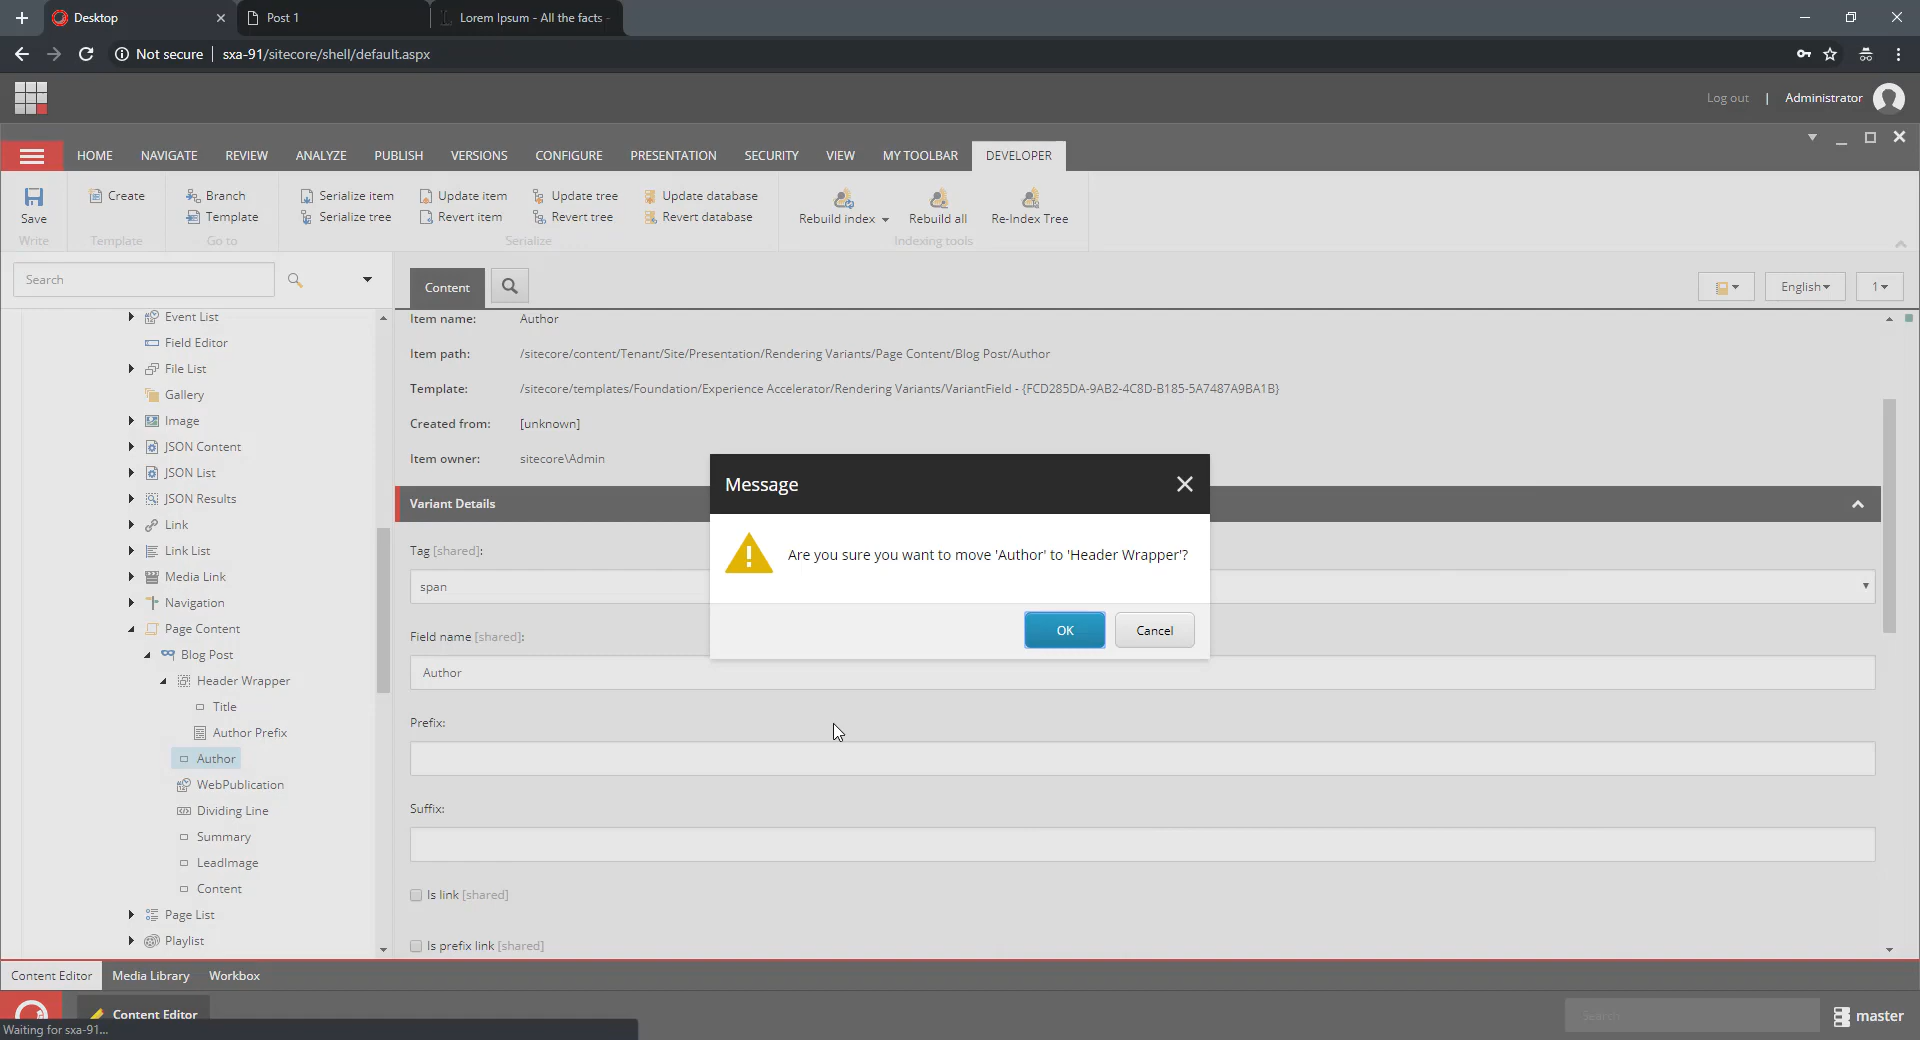 Desktop
Post 1
Lorem Ipsum - All the facts -
Not secure
sxa-91/sitecore/shell/default.aspx
Log out
|
Administrator
HOME
NAVIGATE
REVIEW
ANALYZE
PUBLISH
VERSIONS
CONFIGURE
PRESENTATION
SECURITY
VIEW
MY TOOLBAR
DEVELOPER
Save
Write
Create
Template
Branch
Template
Go to
Serialize item
Serialize tree
Update item
Revert item
Update tree
Revert tree
Update database
Revert database
Serialize
Rebuild index
Rebuild all
Re-Index Tree
Indexing tools
Search
Content
English
1
Event List
Field Editor
File List
Gallery
Image
JSON Content
JSON List
JSON Results
Link
Link List
Media Link
Navigation
Page Content
Blog Post
Header Wrapper
Title
Author Prefix
Author
WebPublication
Dividing Line
Summary
LeadImage
Content
Page List
Playlist
Item name: Author
Item path: /sitecore/content/Tenant/Site/Presentation/Rendering Variants/Page Content/Blog Post/Author
Template: /sitecore/templates/Foundation/Experience Accelerator/Rendering Variants/VariantField - {FCD285DA-9AB2-4C8D-B185-5A7487A9BA1B}
Created from: [unknown]
Item owner: sitecore\Admin
Variant Details
Tag [shared]:
span
Field name [shared]:
Author
Prefix:
Suffix:
Is link [shared]
Is prefix link [shared]
Message
Are you sure you want to move 'Author' to 'Header Wrapper'?
OK
Cancel
Content Editor
Media Library
Workbox
Content Editor
Search
master
Waiting for sxa-91...